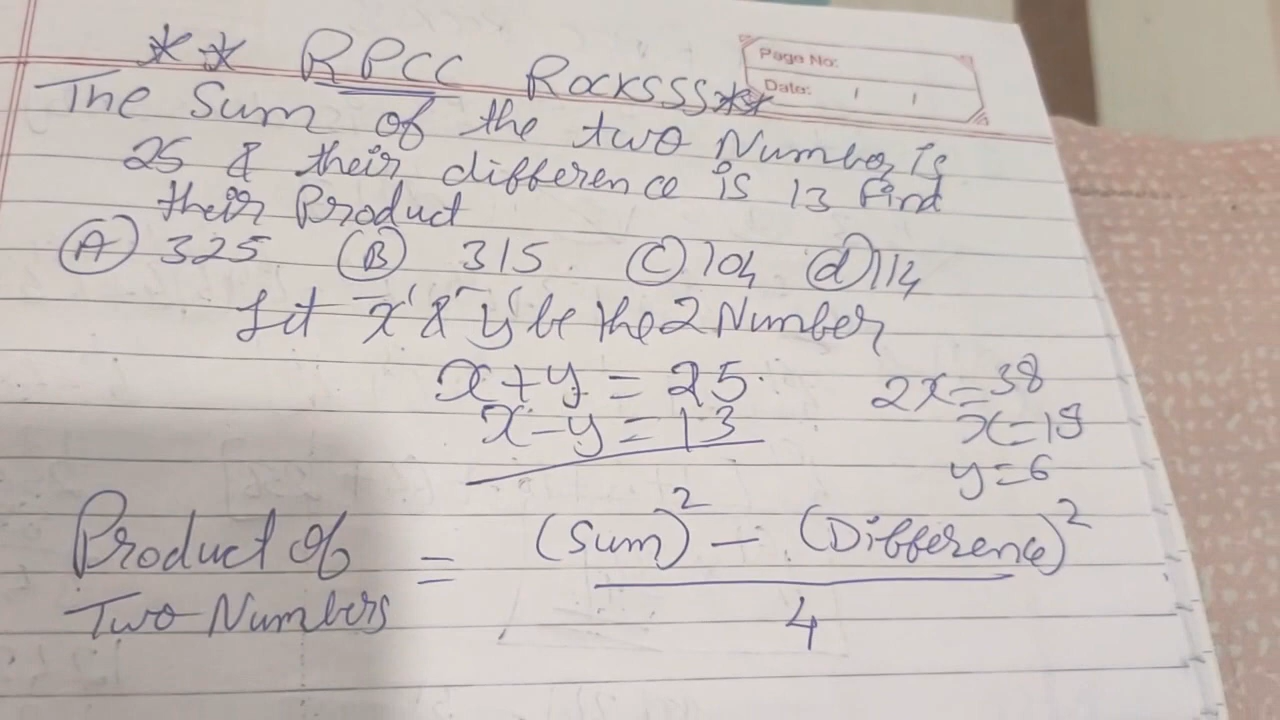 ** RPCC Rocksss**
Page No:
Date: / /
The Sum of the two Number is
25 & their difference is 13 find
their Product
(A) 325 (B) 315 (C) 104 (d) 114
Let 'x' & 'y' be the 2 Number
x+y = 25
x-y = 13
2x = 38
x = 19
y = 6
Product of
Two Numbers
= (Sum)² - (Difference)²
4